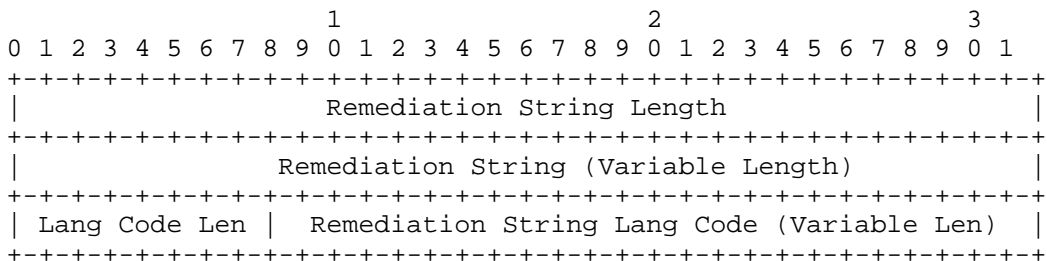 1                   2                   3
0 1 2 3 4 5 6 7 8 9 0 1 2 3 4 5 6 7 8 9 0 1 2 3 4 5 6 7 8 9 0 1
+-+-+-+-+-+-+-+-+-+-+-+-+-+-+-+-+-+-+-+-+-+-+-+-+-+-+-+-+-+-+-+-+
|                   Remediation String Length                   |
+-+-+-+-+-+-+-+-+-+-+-+-+-+-+-+-+-+-+-+-+-+-+-+-+-+-+-+-+-+-+-+-+
|                Remediation String (Variable Length)           |
+-+-+-+-+-+-+-+-+-+-+-+-+-+-+-+-+-+-+-+-+-+-+-+-+-+-+-+-+-+-+-+-+
| Lang Code Len |  Remediation String Lang Code (Variable Len)  |
+-+-+-+-+-+-+-+-+-+-+-+-+-+-+-+-+-+-+-+-+-+-+-+-+-+-+-+-+-+-+-+-+